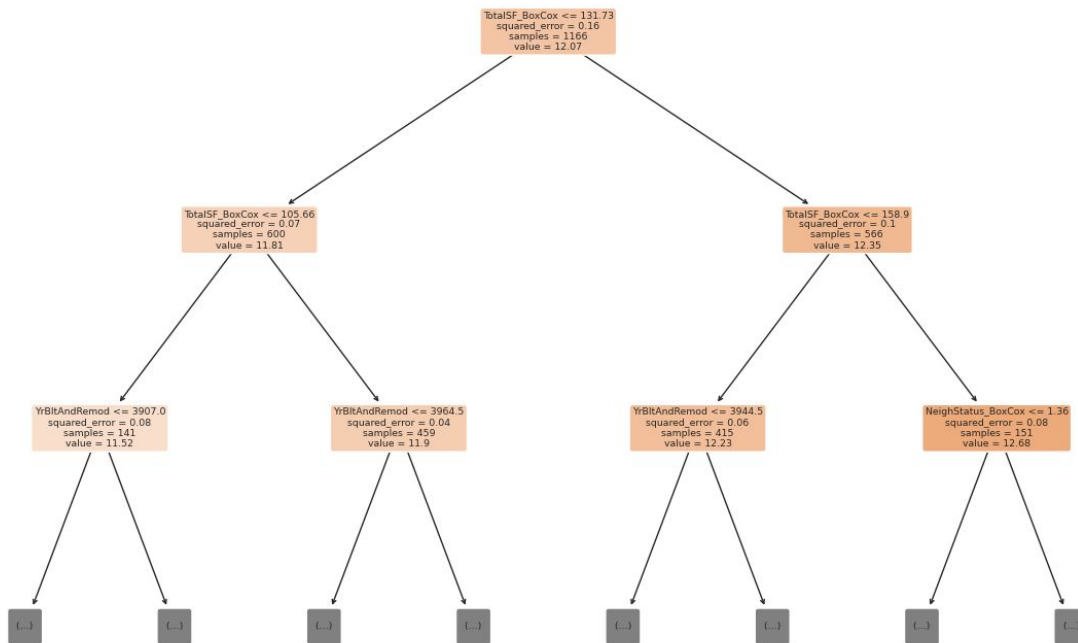 TotalSF_BoxCox <= 131.73
squared_error = 0.16
samples = 1166
value = 12.07
TotalSF_BoxCox <= 105.66
squared_error = 0.07
samples = 600
value = 11.81
TotalSF_BoxCox <= 158.9
squared_error = 0.1
samples = 566
value = 12.35
YrBltAndRemod <= 3907.0
squared_error = 0.08
samples = 141
value = 11.52
YrBltAndRemod <= 3964.5
squared_error = 0.04
samples = 459
value = 11.9
YrBltAndRemod <= 3944.5
squared_error = 0.06
samples = 415
value = 12.23
NeighStatus_BoxCox <= 1.36
squared_error = 0.08
samples = 151
value = 12.68
(...)
(...)
(...)
(...)
(...)
(...)
(...)
(...)